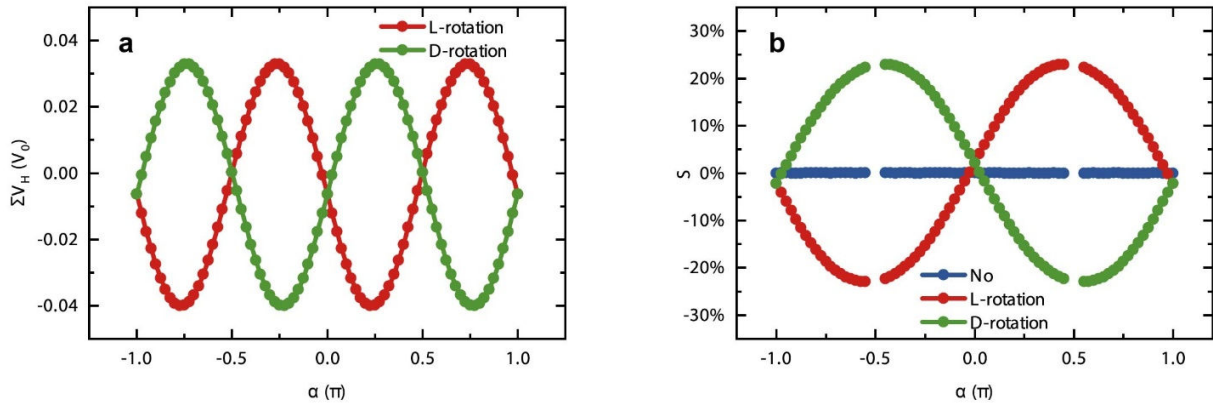 a
L-rotation
D-rotation
ΣV_H (V_0)
0.04
0.02
0.00
-0.02
-0.04
-1.0 -0.5 0.0 0.5 1.0
α (π)
b
S
30%
20%
10%
0%
-10%
-20%
-30%
No
L-rotation
D-rotation
-1.0 -0.5 0.0 0.5 1.0
α (π)